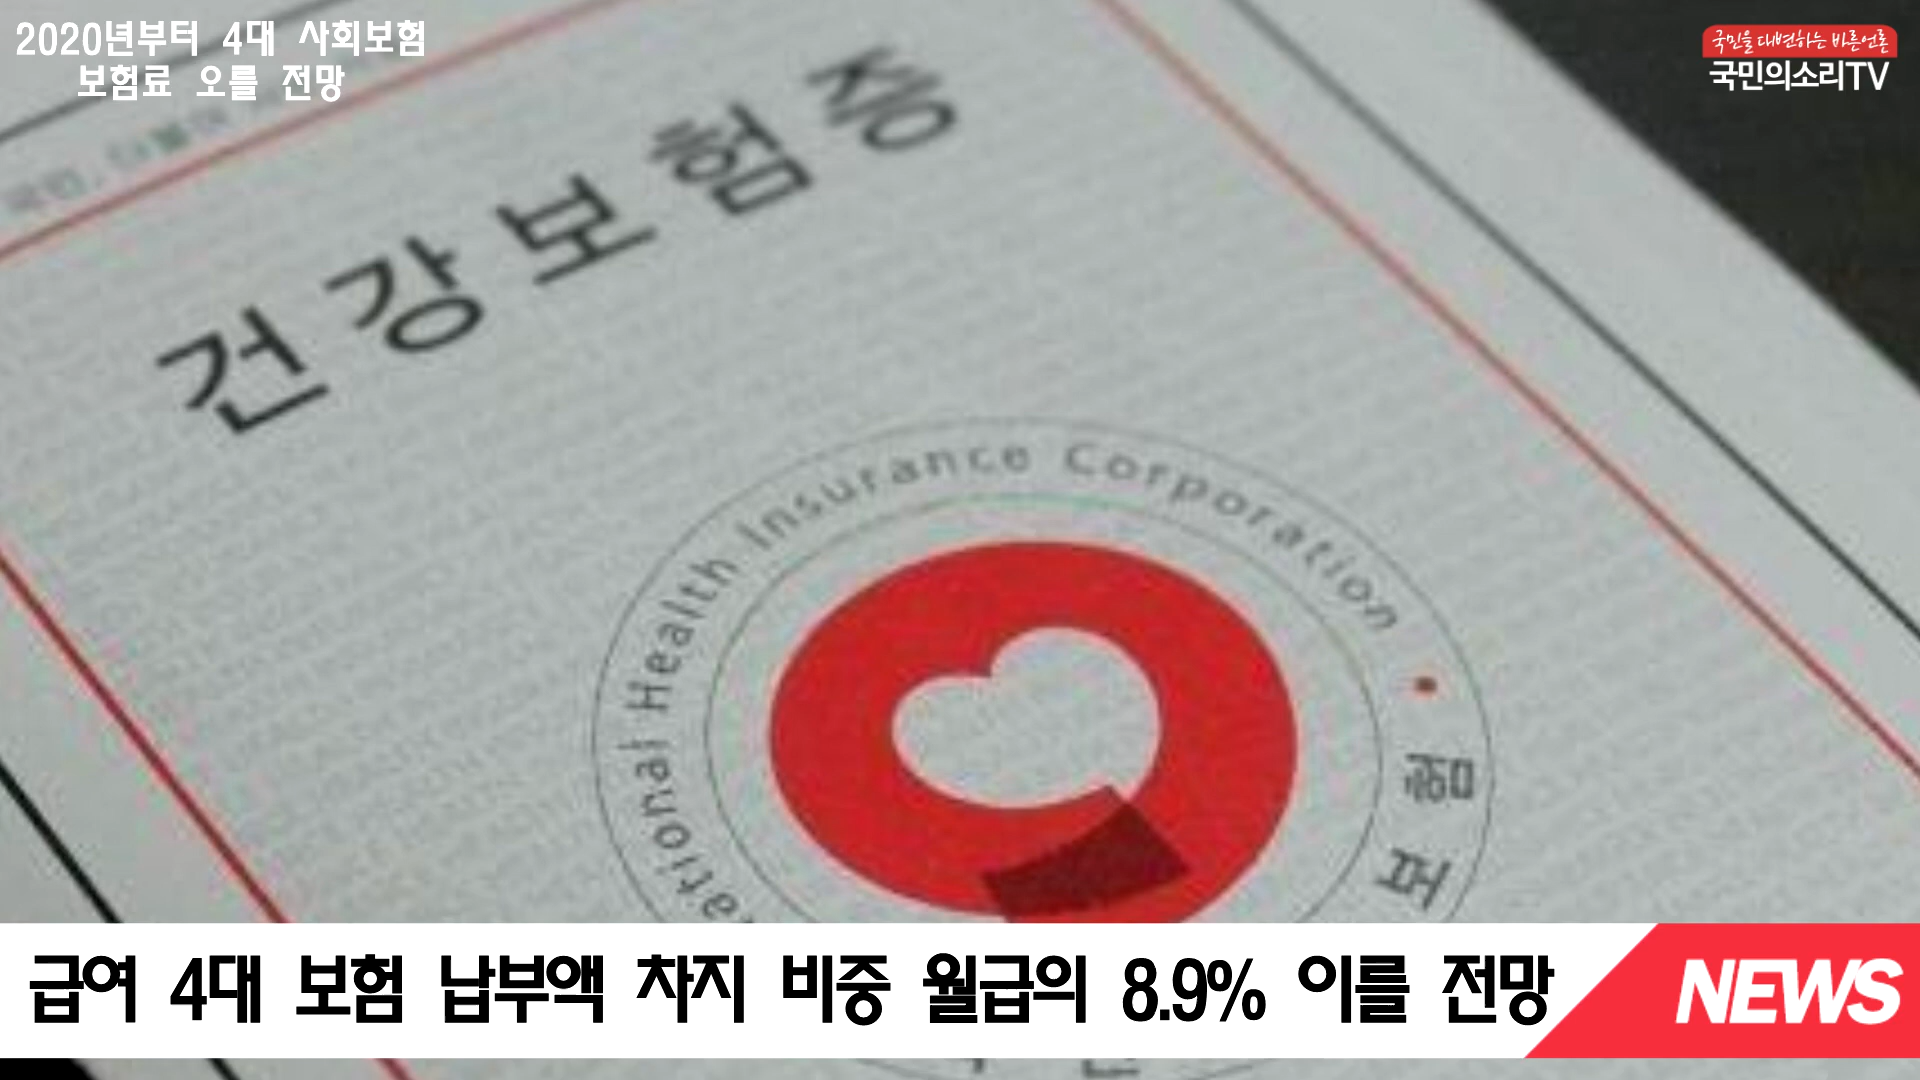 2020년부터 4대 사회보험
보험료 오를 전망
국민을 대변하는 바른언론
국민의소리TV
건강보험증
Health Insurance Corporation
보험
급여 4대 보험 납부액 차지 비중 월급의 8.9% 이를 전망
NEWS